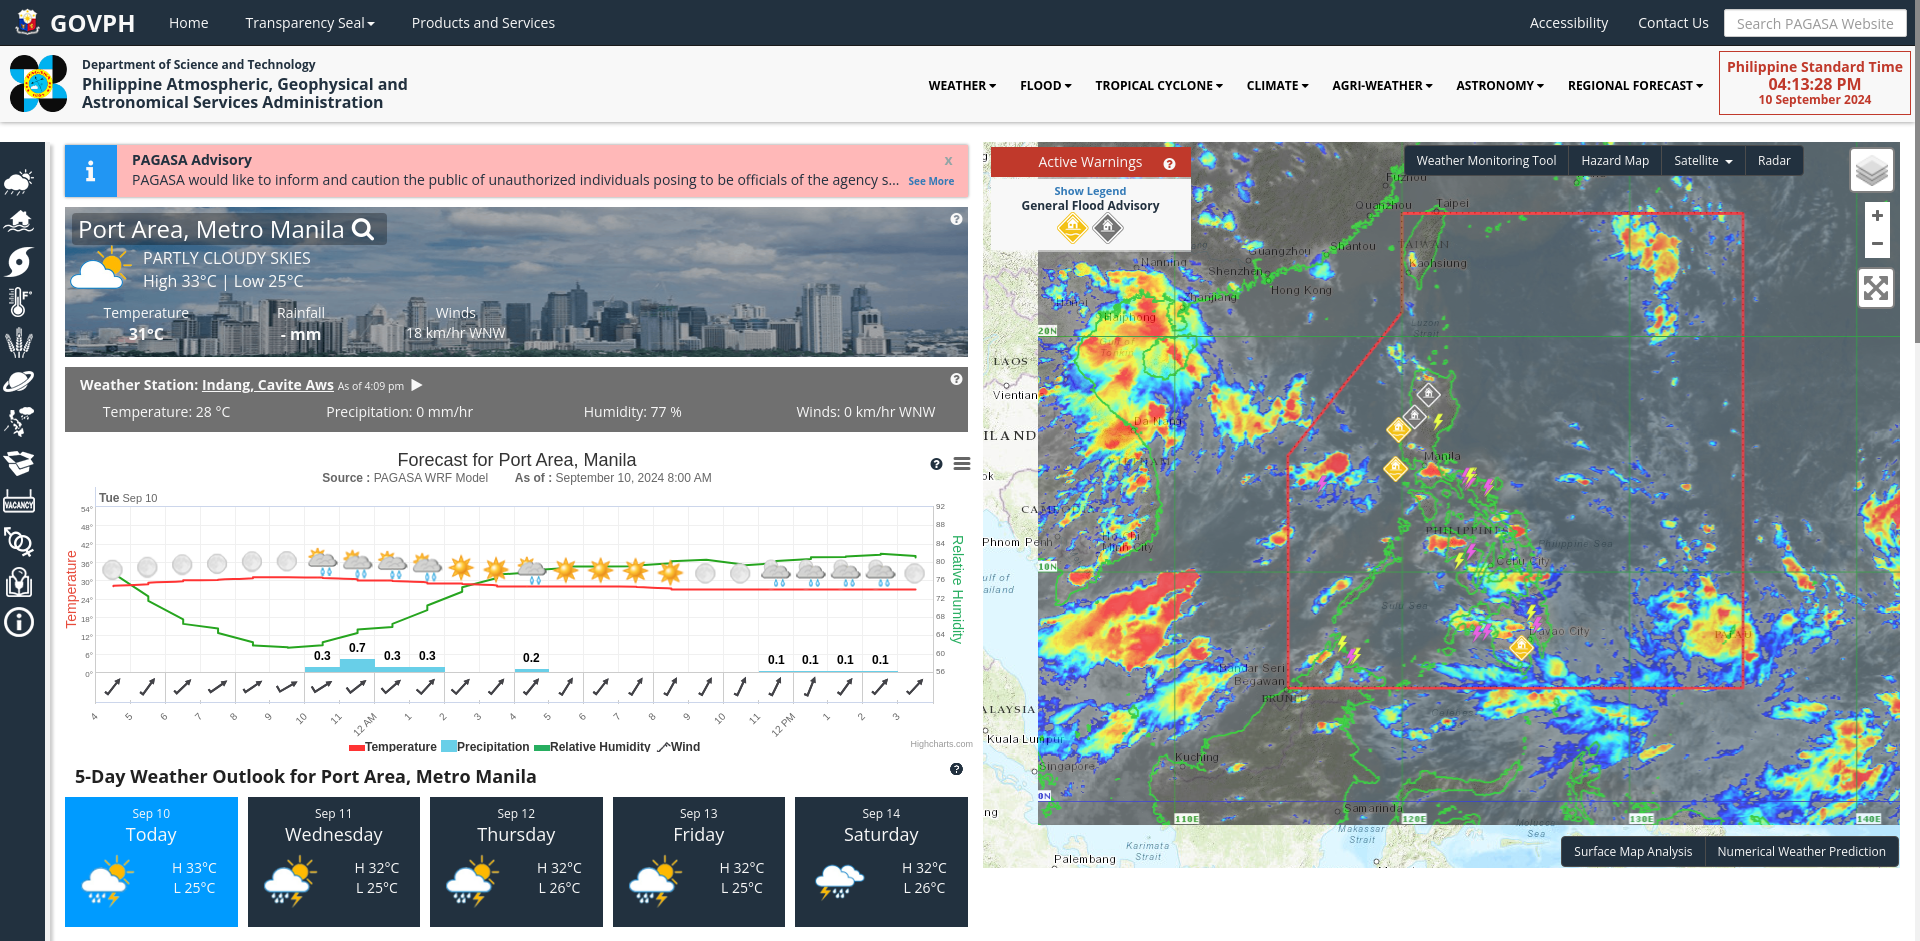 GOVPH
Home
Transparency Seal
Products and Services
Accessibility
Contact Us
Search PAGASA Website
Department of Science and Technology
Philippine Atmospheric, Geophysical and
Astronomical Services Administration
WEATHER
FLOOD
TROPICAL CYCLONE
CLIMATE
AGRI-WEATHER
ASTRONOMY
REGIONAL FORECAST
Philippine Standard Time
04:13:28 PM
10 September 2024
PAGASA Advisory
x
PAGASA would like to inform and caution the public of unauthorized individuals posing to be officials of the agency s... See More
Port Area, Metro Manila
PARTLY CLOUDY SKIES
High 33°C | Low 25°C
Temperature
31°C
Rainfall
- mm
Winds
18 km/hr WNW
Weather Station: Indang, Cavite Aws As of 4:09 pm
Temperature: 28 °C
Precipitation: 0 mm/hr
Humidity: 77 %
Winds: 0 km/hr WNW
VACANCY
Forecast for Port Area, Manila
Source : PAGASA WRF Model As of : September 10, 2024 8:00 AM
Tue Sep 10
Temperature
54°
48°
42°
36°
30°
24°
18°
12°
6°
0°
Relative Humidity
92
88
84
80
76
72
68
64
60
56
0.3
0.7
0.3
0.3
0.2
0.1
0.1
0.1
0.1
4
5
6
7
8
9
10
11
12 AM
1
2
3
4
5
6
7
8
9
10
11
12 PM
1
2
3
Temperature Precipitation Relative Humidity Wind
Highcharts.com
5-Day Weather Outlook for Port Area, Metro Manila
Sep 10
Today
H 33°C
L 25°C
Sep 11
Wednesday
H 32°C
L 25°C
Sep 12
Thursday
H 32°C
L 26°C
Sep 13
Friday
H 32°C
L 25°C
Sep 14
Saturday
H 32°C
L 26°C
Active Warnings
Show Legend
General Flood Advisory
Weather Monitoring Tool
Hazard Map
Satellite
Radar
+
−
Fuzhou
Quanzhou
Taipei
TAIWAN
Kaohsiung
Shantou
Guangzhou
Shenzhen
Hong Kong
Nanning
Zhanjiang
Hanoi
Haiphong
Luzon
Strait
20N
LAOS
Vientian
Da Nang
ILAND
Manila
PHILIPPINES
Philippine Sea
Phnom Penh
Ho Chi
Minh City
10N
ulf of
ailand
Cebu City
Sulu Sea
Davao City
PALAU
Bandar Seri
Begawan
BRUN
ALAYSIA
Kuala Lumpur
Celebes
Kuching
Singapore
0N
ng
Samarinda
110E
120E
130E
140E
Makassar
Strait
Molucca
Sea
Karimata
Strait
Palembang
Surface Map Analysis
Numerical Weather Prediction